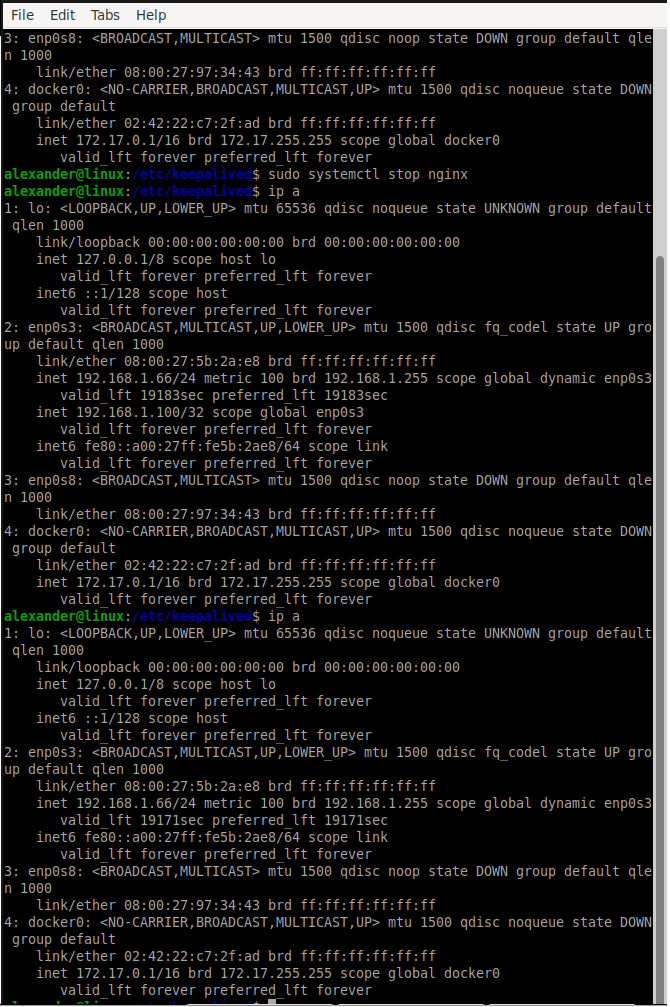 File Edit Tabs Help
3: enp0s8: <BROADCAST,MULTICAST> mtu 1500 qdisc noop state DOWN group default qle
n 1000
    link/ether 08:00:27:97:34:43 brd ff:ff:ff:ff:ff:ff
4: docker0: <NO-CARRIER,BROADCAST,MULTICAST,UP> mtu 1500 qdisc noqueue state DOWN
 group default
    link/ether 02:42:22:c7:2f:ad brd ff:ff:ff:ff:ff:ff
    inet 172.17.0.1/16 brd 172.17.255.255 scope global docker0
       valid_lft forever preferred_lft forever
alexander@linux:/etc/keepalived$ sudo systemctl stop nginx
alexander@linux:/etc/keepalived$ ip a
1: lo: <LOOPBACK,UP,LOWER_UP> mtu 65536 qdisc noqueue state UNKNOWN group default
 qlen 1000
    link/loopback 00:00:00:00:00:00 brd 00:00:00:00:00:00
    inet 127.0.0.1/8 scope host lo
       valid_lft forever preferred_lft forever
    inet6 ::1/128 scope host
       valid_lft forever preferred_lft forever
2: enp0s3: <BROADCAST,MULTICAST,UP,LOWER_UP> mtu 1500 qdisc fq_codel state UP gro
up default qlen 1000
    link/ether 08:00:27:5b:2a:e8 brd ff:ff:ff:ff:ff:ff
    inet 192.168.1.66/24 metric 100 brd 192.168.1.255 scope global dynamic enp0s3
       valid_lft 19183sec preferred_lft 19183sec
    inet 192.168.1.100/32 scope global enp0s3
       valid_lft forever preferred_lft forever
    inet6 fe80::a00:27ff:fe5b:2ae8/64 scope link
       valid_lft forever preferred_lft forever
3: enp0s8: <BROADCAST,MULTICAST> mtu 1500 qdisc noop state DOWN group default qle
n 1000
    link/ether 08:00:27:97:34:43 brd ff:ff:ff:ff:ff:ff
4: docker0: <NO-CARRIER,BROADCAST,MULTICAST,UP> mtu 1500 qdisc noqueue state DOWN
 group default
    link/ether 02:42:22:c7:2f:ad brd ff:ff:ff:ff:ff:ff
    inet 172.17.0.1/16 brd 172.17.255.255 scope global docker0
       valid_lft forever preferred_lft forever
alexander@linux:/etc/keepalived$ ip a
1: lo: <LOOPBACK,UP,LOWER_UP> mtu 65536 qdisc noqueue state UNKNOWN group default
 qlen 1000
    link/loopback 00:00:00:00:00:00 brd 00:00:00:00:00:00
    inet 127.0.0.1/8 scope host lo
       valid_lft forever preferred_lft forever
    inet6 ::1/128 scope host
       valid_lft forever preferred_lft forever
2: enp0s3: <BROADCAST,MULTICAST,UP,LOWER_UP> mtu 1500 qdisc fq_codel state UP gro
up default qlen 1000
    link/ether 08:00:27:5b:2a:e8 brd ff:ff:ff:ff:ff:ff
    inet 192.168.1.66/24 metric 100 brd 192.168.1.255 scope global dynamic enp0s3
       valid_lft 19171sec preferred_lft 19171sec
    inet6 fe80::a00:27ff:fe5b:2ae8/64 scope link
       valid_lft forever preferred_lft forever
3: enp0s8: <BROADCAST,MULTICAST> mtu 1500 qdisc noop state DOWN group default qle
n 1000
    link/ether 08:00:27:97:34:43 brd ff:ff:ff:ff:ff:ff
4: docker0: <NO-CARRIER,BROADCAST,MULTICAST,UP> mtu 1500 qdisc noqueue state DOWN
 group default
    link/ether 02:42:22:c7:2f:ad brd ff:ff:ff:ff:ff:ff
    inet 172.17.0.1/16 brd 172.17.255.255 scope global docker0
       valid_lft forever preferred_lft forever
alexander@linux:/etc/keepalived$